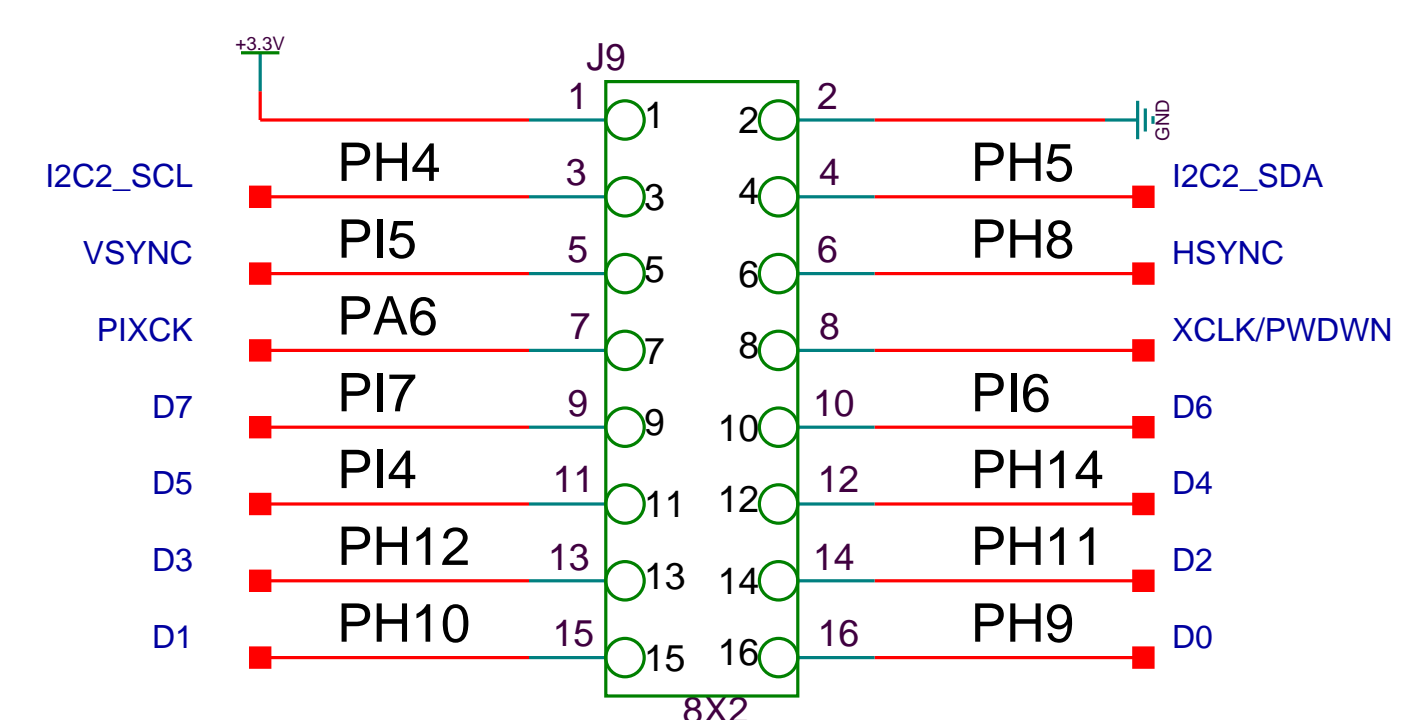 +3.3V
J9
1 1 2 2 GND
I2C2_SCL PH4 3 3 4 4 PH5 I2C2_SDA
VSYNC PI5 5 5 6 6 PH8 HSYNC
PIXCK PA6 7 7 8 8 XCLK/PWDWN
D7 PI7 9 9 10 10 PI6 D6
D5 PI4 11 11 12 12 PH14 D4
D3 PH12 13 13 14 14 PH11 D2
D1 PH10 15 15 16 16 PH9 D0
8X2